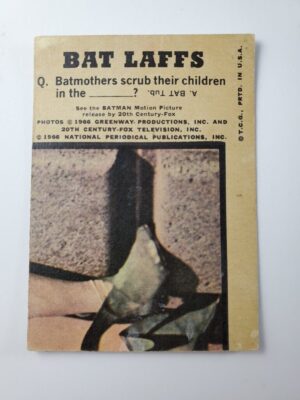 BAT LAFFS
Q. Batmothers scrub their children
in the ________? A. BAT Tub.
See the BATMAN Motion Picture
release by 20th Century-Fox
PHOTOS © 1966 GREENWAY PRODUCTIONS, INC. AND
20TH CENTURY-FOX TELEVISION, INC.
© 1966 NATIONAL PERIODICAL PUBLICATIONS, INC.
© T.C.G., PRTD. IN U.S.A.